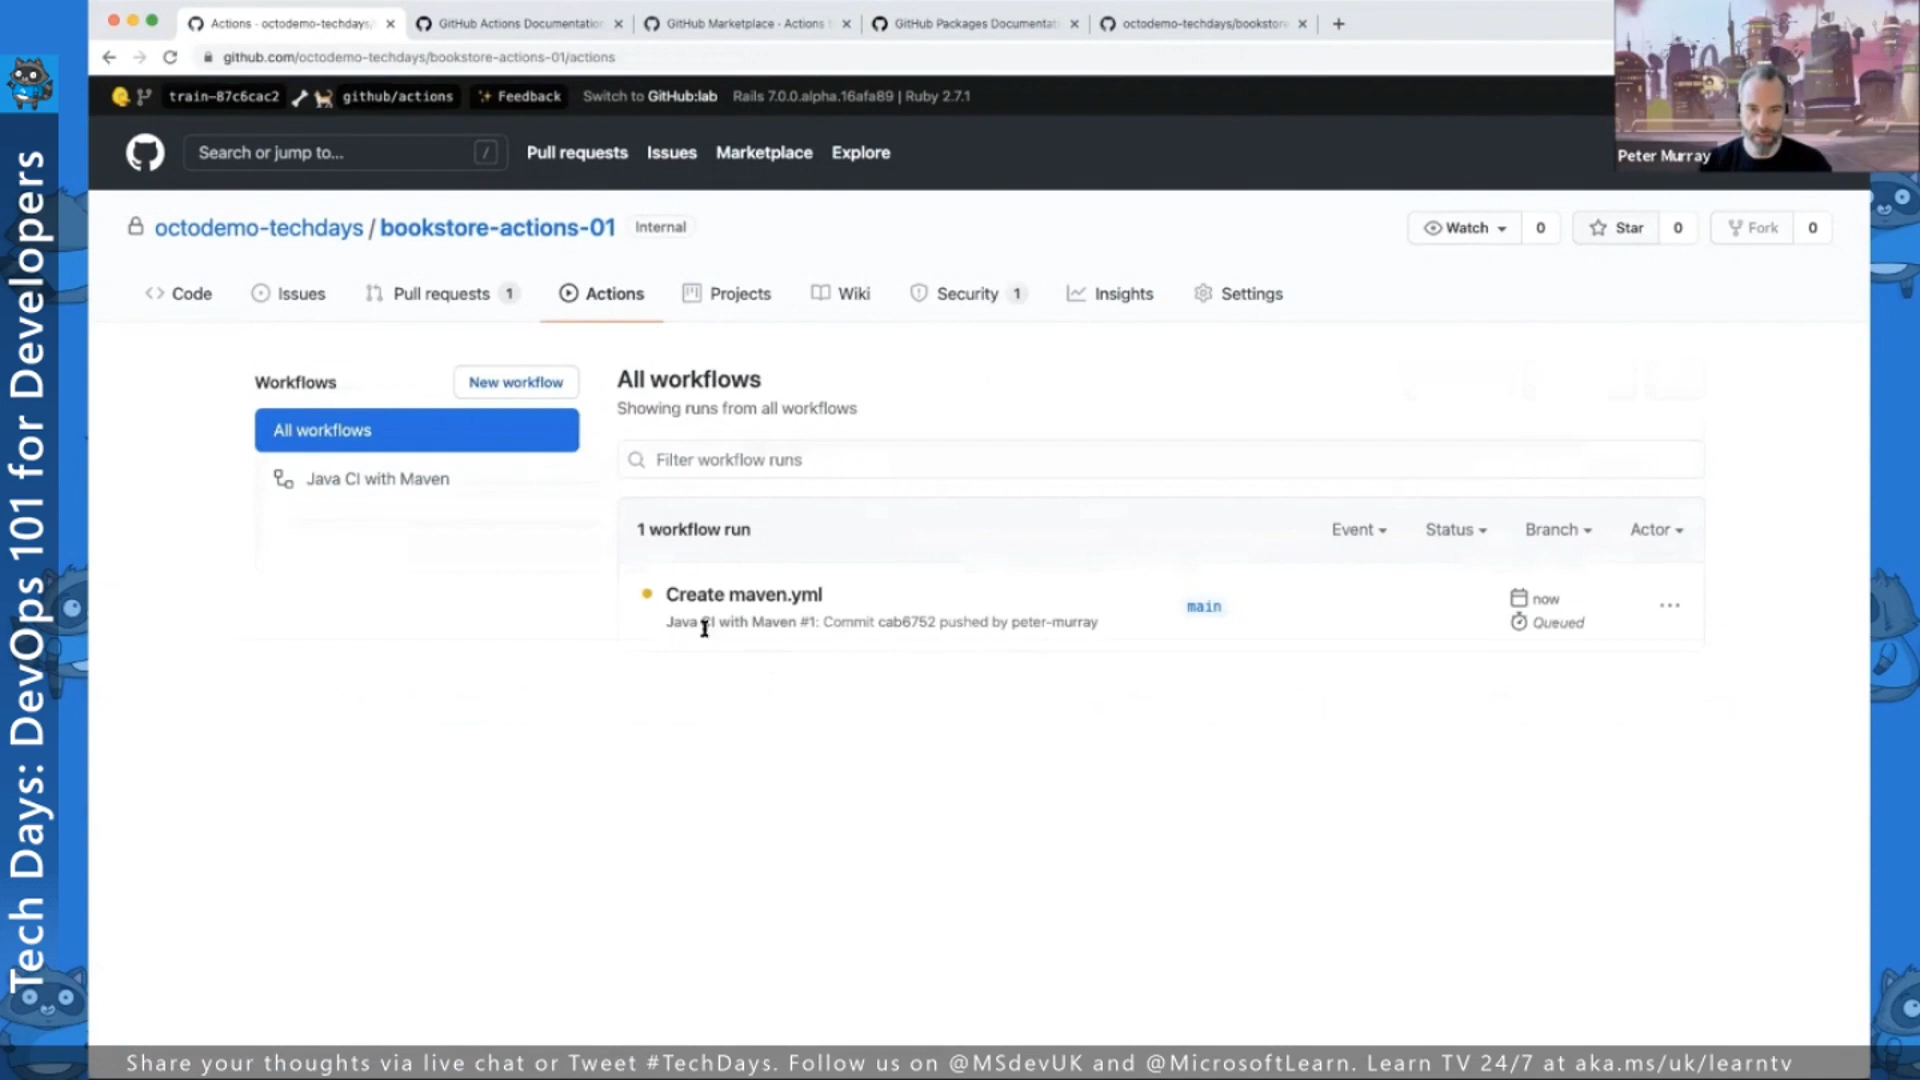 Tech Days: DevOps 101 for Developers
Actions · octodemo-techdays/
GitHub Actions Documentation
GitHub Marketplace · Actions
GitHub Packages Documentati
octodemo-techdays/bookstore
github.com/octodemo-techdays/bookstore-actions-01/actions
train-87c6cac2 github/actions Feedback Switch to GitHub:lab Rails 7.0.0.alpha.16afa89 | Ruby 2.7.1
Search or jump to... / Pull requests Issues Marketplace Explore
Peter Murray
octodemo-techdays / bookstore-actions-01 Internal
Watch 0 Star 0 Fork 0
Code Issues Pull requests 1 Actions Projects Wiki Security 1 Insights Settings
Workflows New workflow
All workflows
Java CI with Maven
All workflows
Showing runs from all workflows
Filter workflow runs
1 workflow run Event Status Branch Actor
Create maven.yml main now
Java CI with Maven #1: Commit cab6752 pushed by peter-murray Queued
Share your thoughts via live chat or Tweet #TechDays. Follow us on @MSdevUK and @MicrosoftLearn. Learn TV 24/7 at aka.ms/uk/learntv